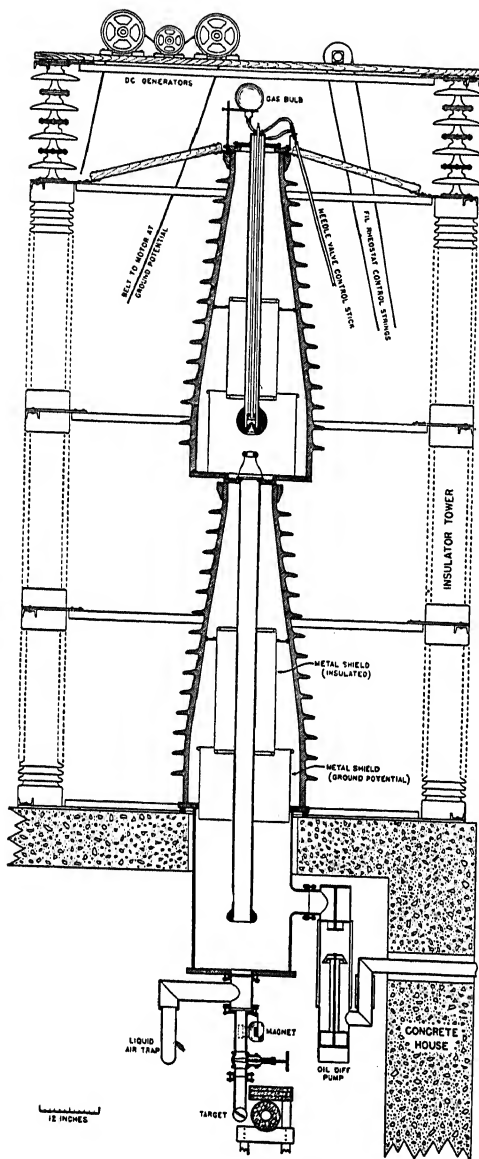 DC GENERATORS
GAS BULB
BELT TO MOTOR AT
GROUND POTENTIAL
NEEDLE VALVE CONTROL STICK
FIL RHEOSTAT CONTROL STRINGS
INSULATOR TOWER
METAL SHIELD
(INSULATED)
METAL SHIELD
(GROUND POTENTIAL)
LIQUID
AIR TRAP
MAGNET
OIL DIFF
PUMP
CONCRETE
HOUSE
TARGET
12 INCHES